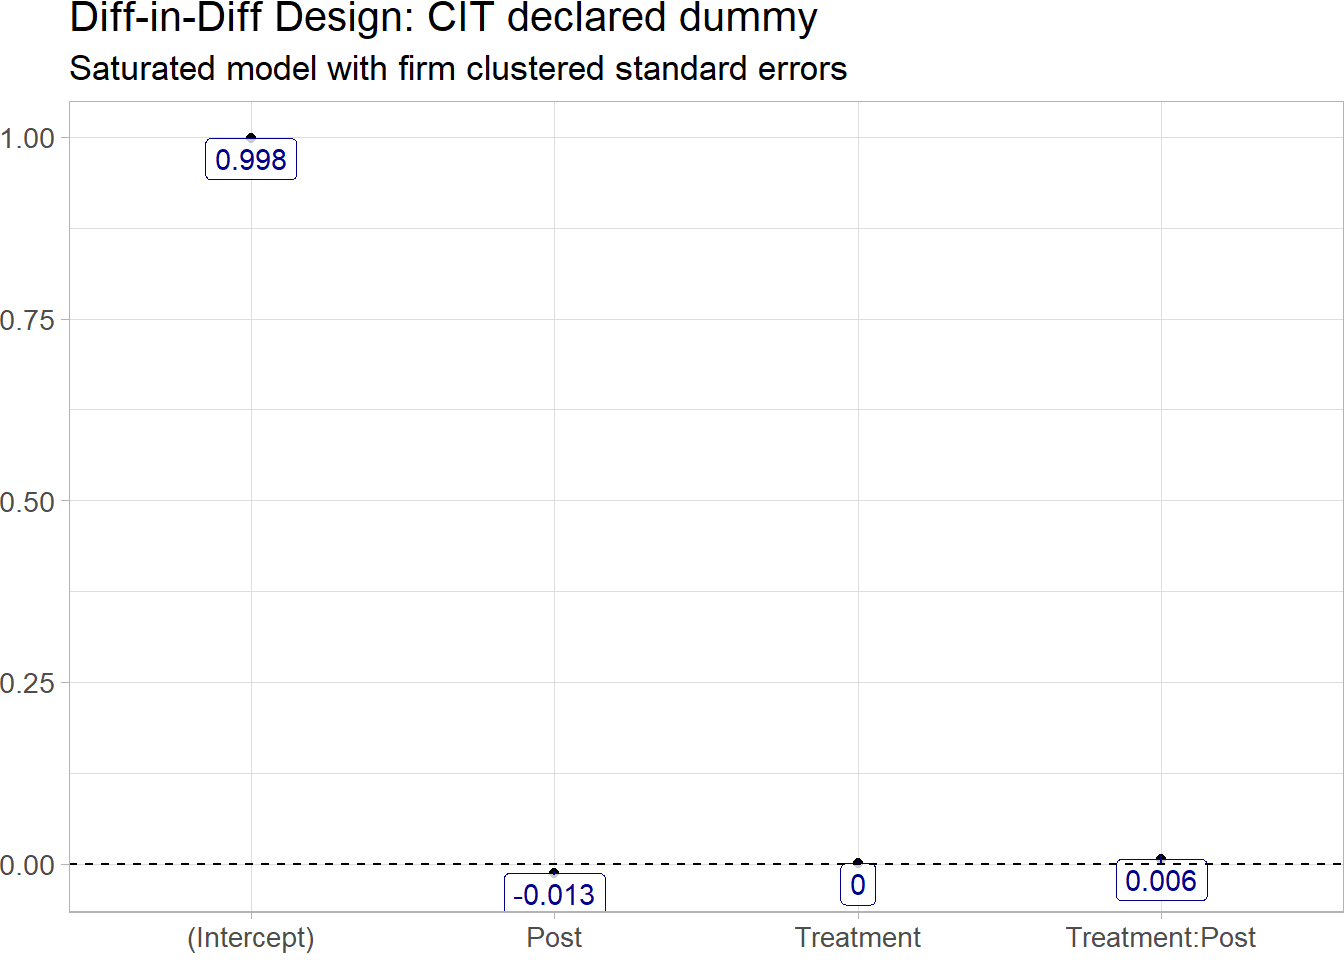 Diff-in-Diff Design: CIT declared dummy
Saturated model with firm clustered standard errors
1.00
0.998
0.75
0.50
0.25
0.00
-0.013
0
0.006
(Intercept)
Post
Treatment
Treatment:Post